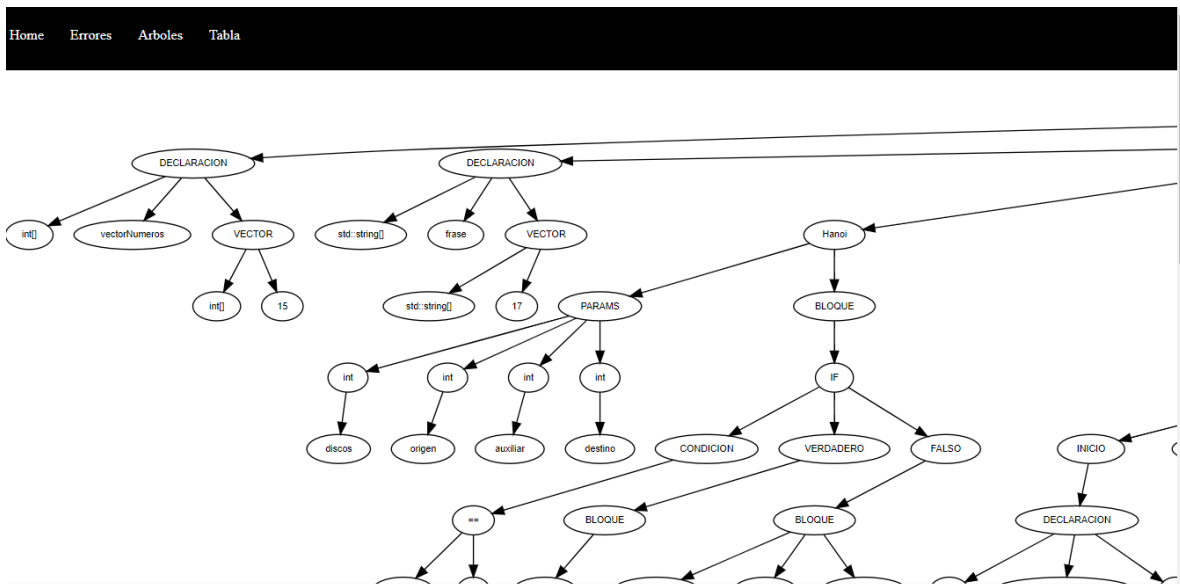 Home Errores Arboles Tabla
DECLARACION DECLARACION
int[] vectorNumeros VECTOR std::string[] frase VECTOR Hanoi
int[] 15 std::string[] 17 PARAMS BLOQUE
int int int int IF
discos origen auxiliar destino CONDICION VERDADERO FALSO INICIO
== BLOQUE BLOQUE DECLARACION